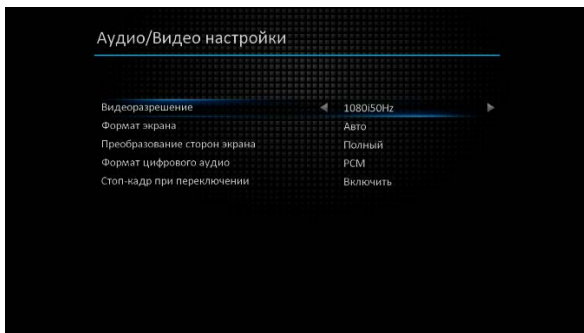 Аудио/Видео настройки
Видеоразрешение 1080i50Hz
Формат экрана Авто
Преобразование сторон экрана Полный
Формат цифрового аудио PCM
Стоп-кадр при переключении Включить